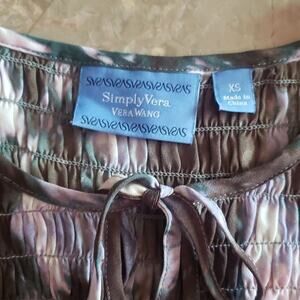 Simply Vera
VERA WANG
XS
Made in
China